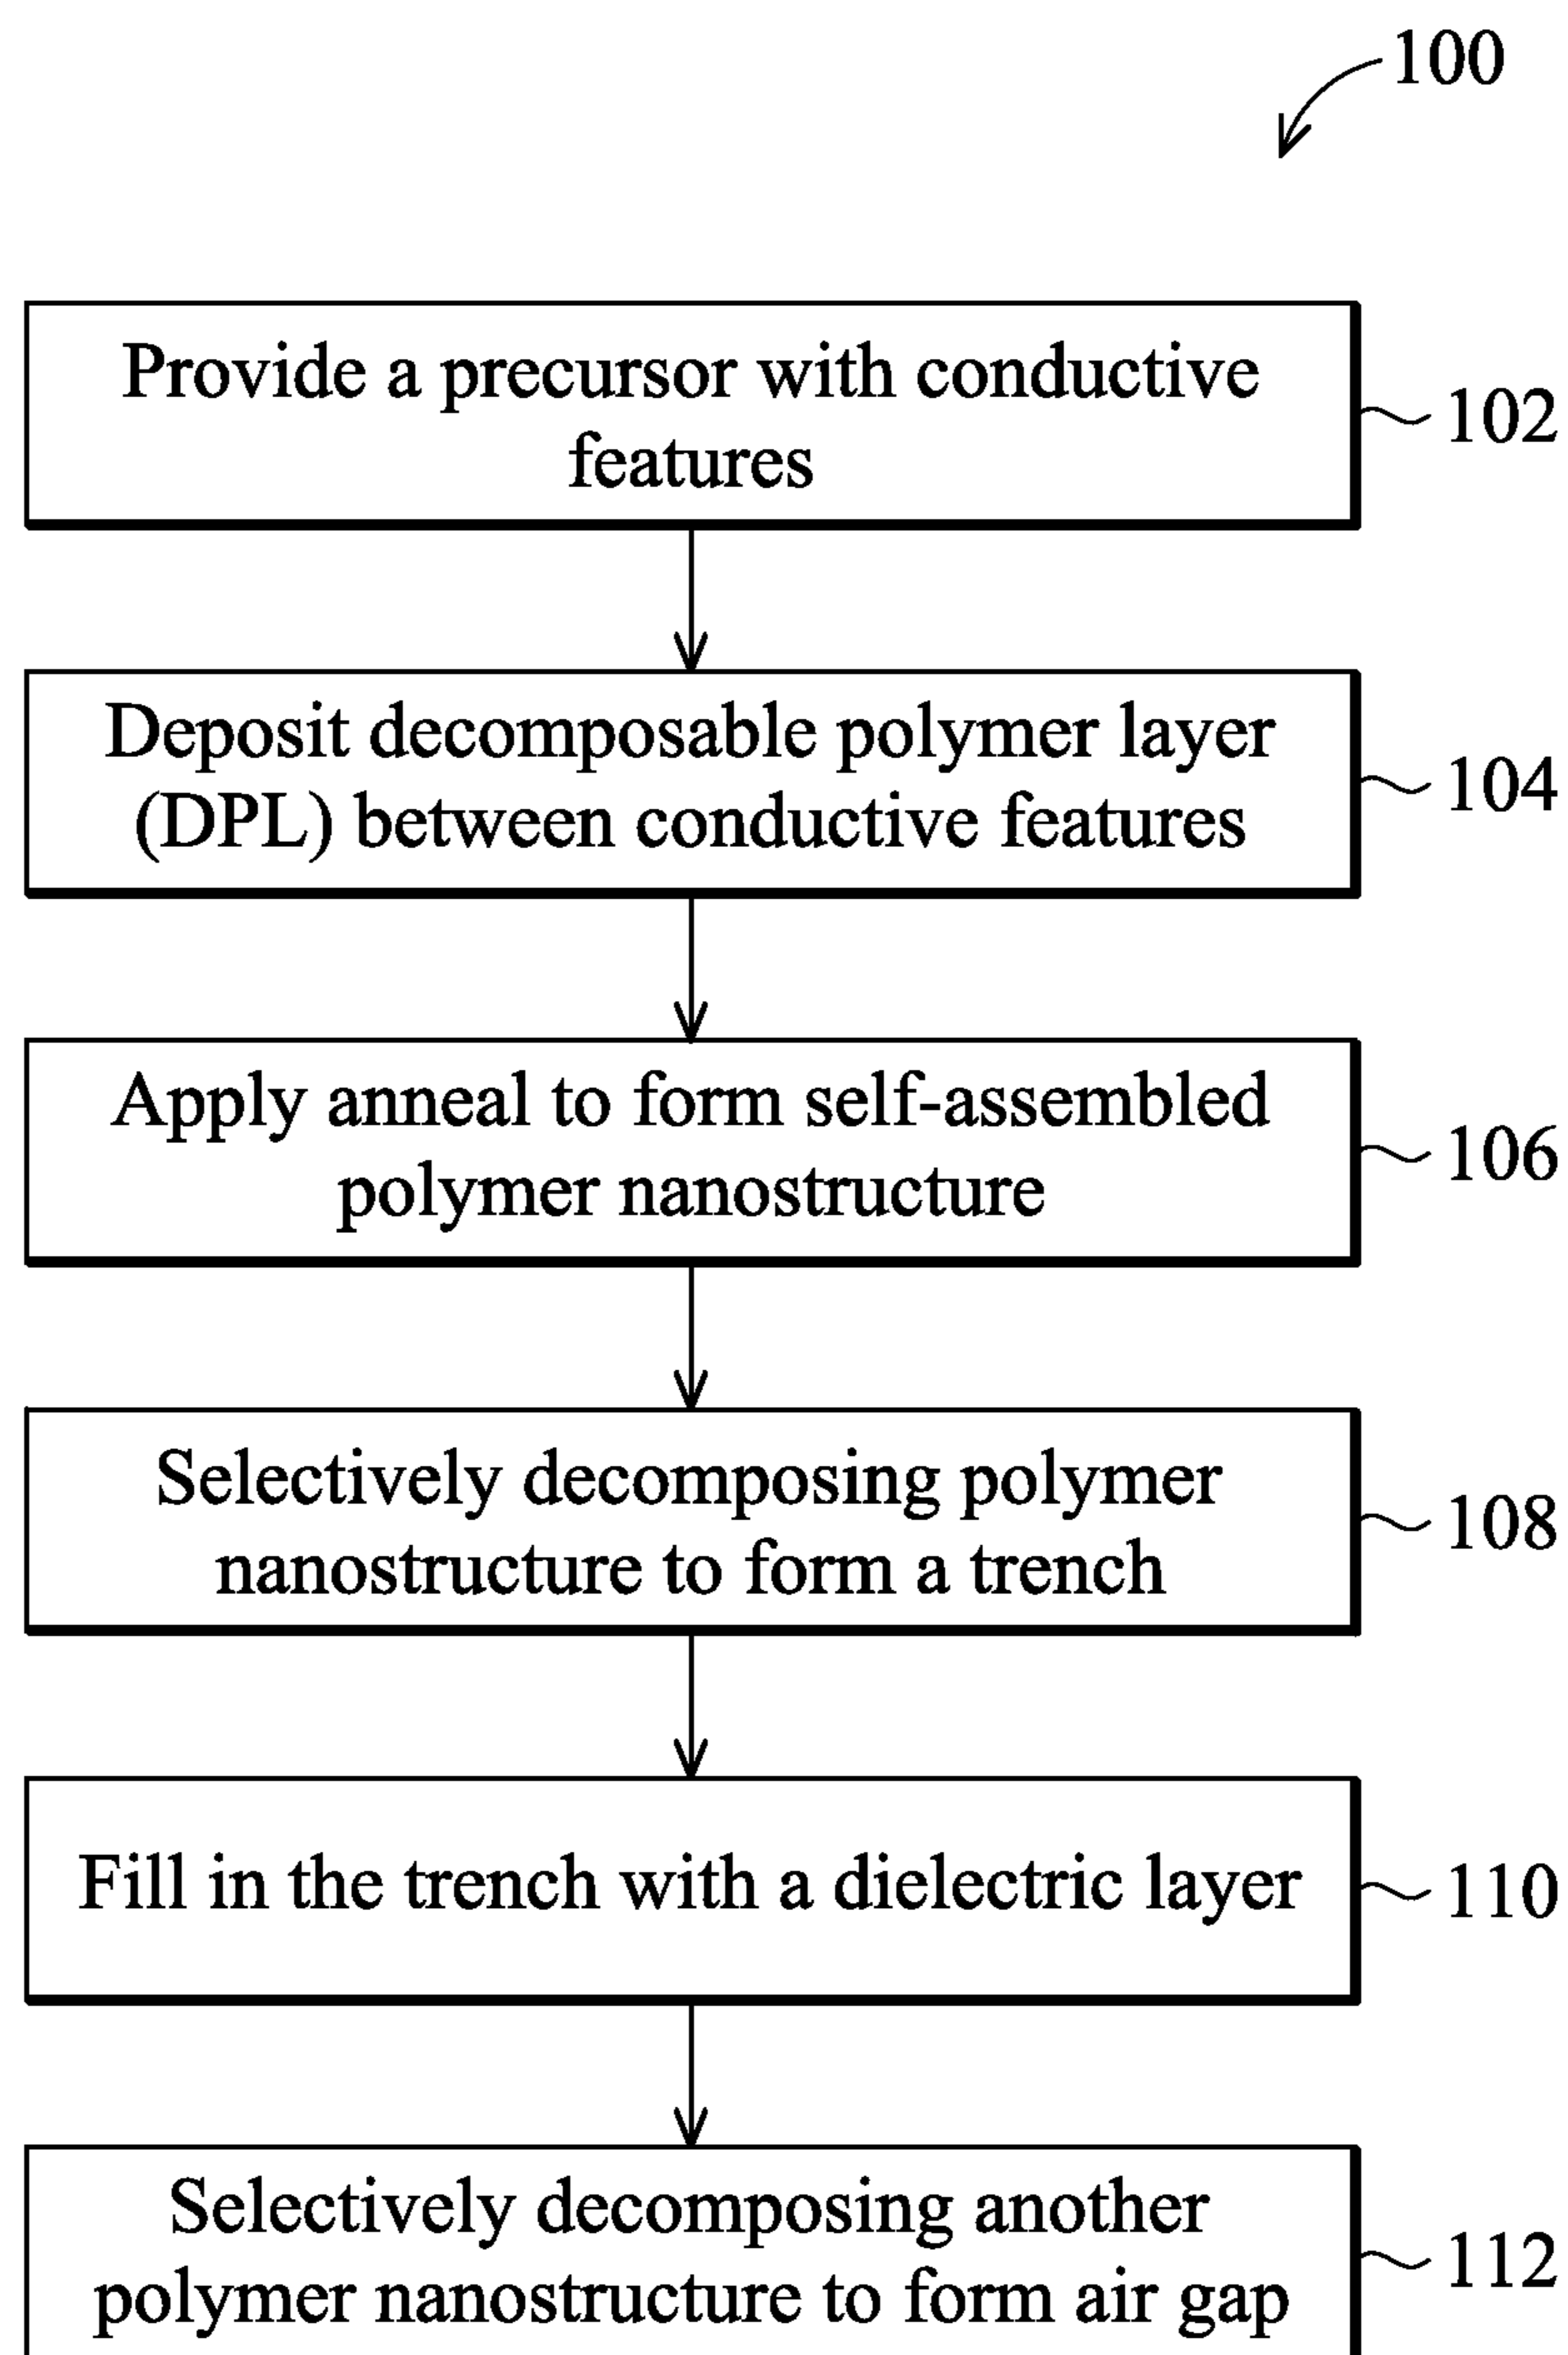 100
Provide a precursor with conductive
features
102
Deposit decomposable polymer layer
(DPL) between conductive features
104
Apply anneal to form self-assembled
polymer nanostructure
106
Selectively decomposing polymer
nanostructure to form a trench
108
Fill in the trench with a dielectric layer
110
Selectively decomposing another
polymer nanostructure to form air gap
112